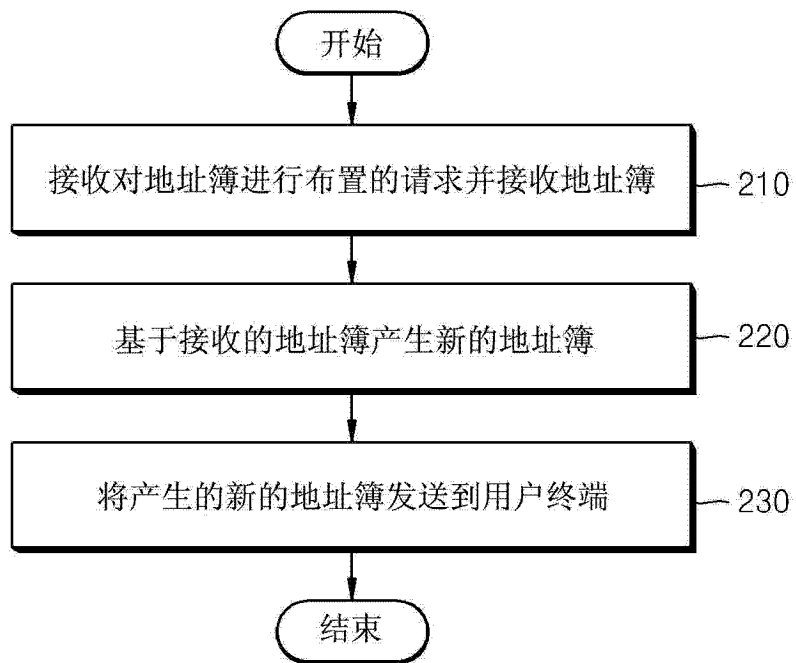 开始
接收对地址簿进行布置的请求并接收地址簿
210
基于接收的地址簿产生新的地址簿
220
将产生的新的地址簿发送到用户终端
230
结束